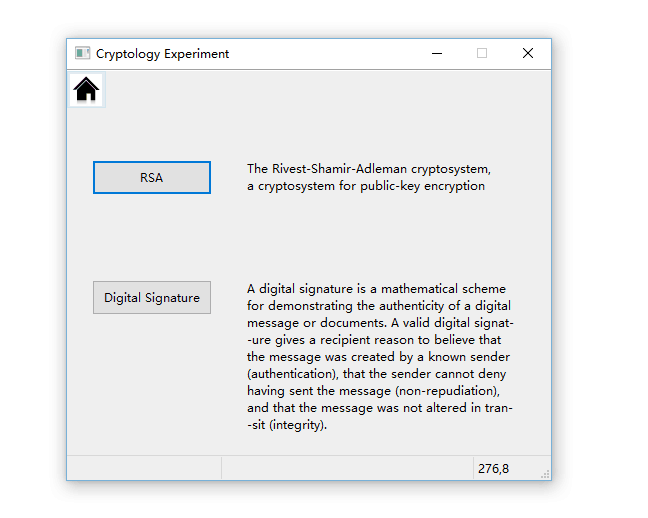 Cryptology Experiment
RSA
The Rivest-Shamir-Adleman cryptosystem,
a cryptosystem for public-key encryption
Digital Signature
A digital signature is a mathematical scheme
for demonstrating the authenticity of a digital
message or documents. A valid digital signat-
-ure gives a recipient reason to believe that
the message was created by a known sender
(authentication), that the sender cannot deny
having sent the message (non-repudiation),
and that the message was not altered in tran-
-sit (integrity).
276,8